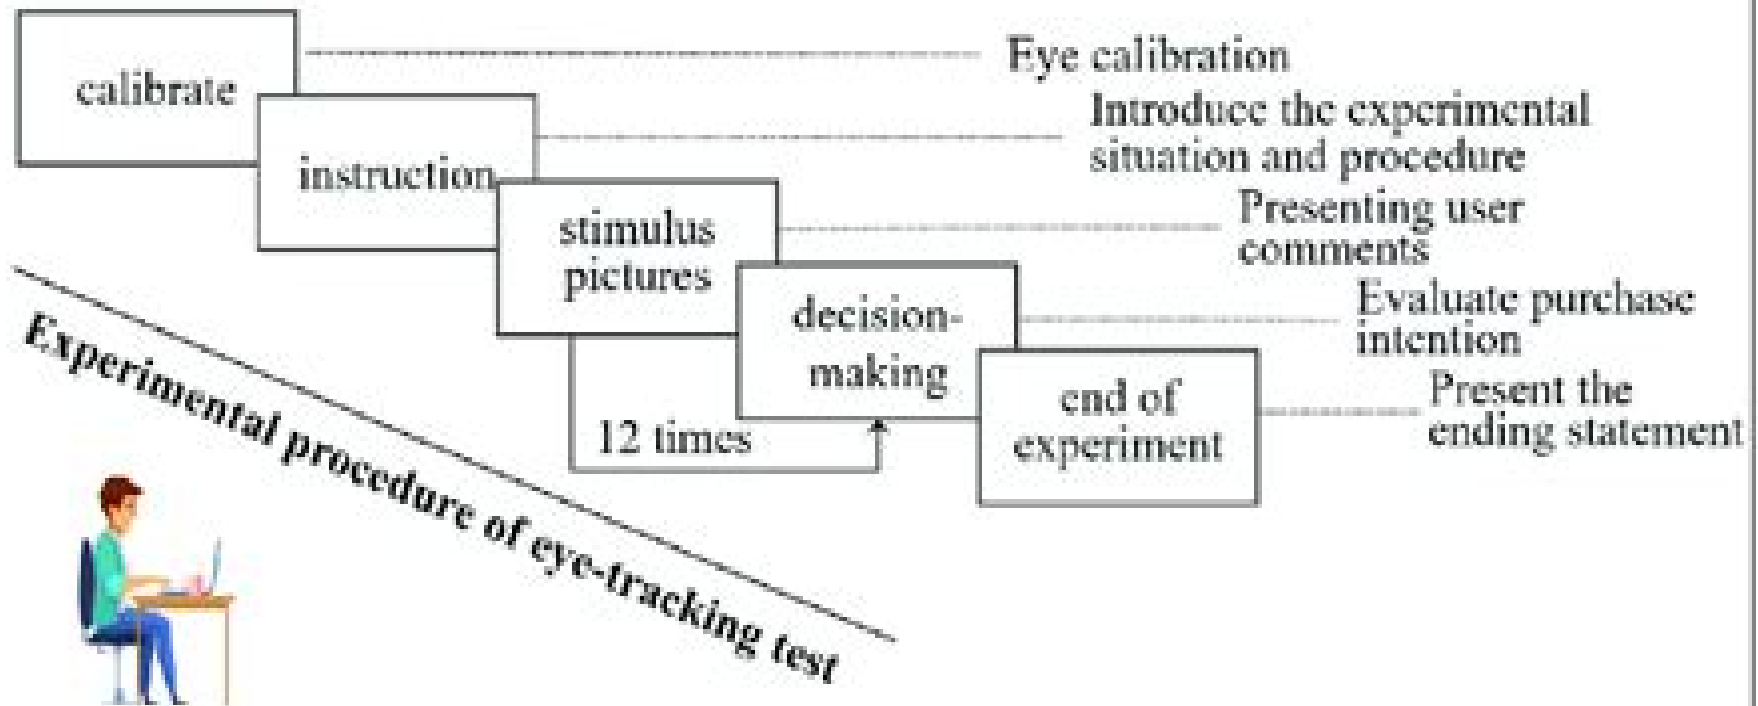 calibrate
Eye calibration
instruction
Introduce the experimental
situation and procedure
stimulus
pictures
Presenting user
comments
decision-
making
Evaluate purchase
intention
12 times
end of
experiment
Present the
ending statement
Experimental procedure of eye-tracking test